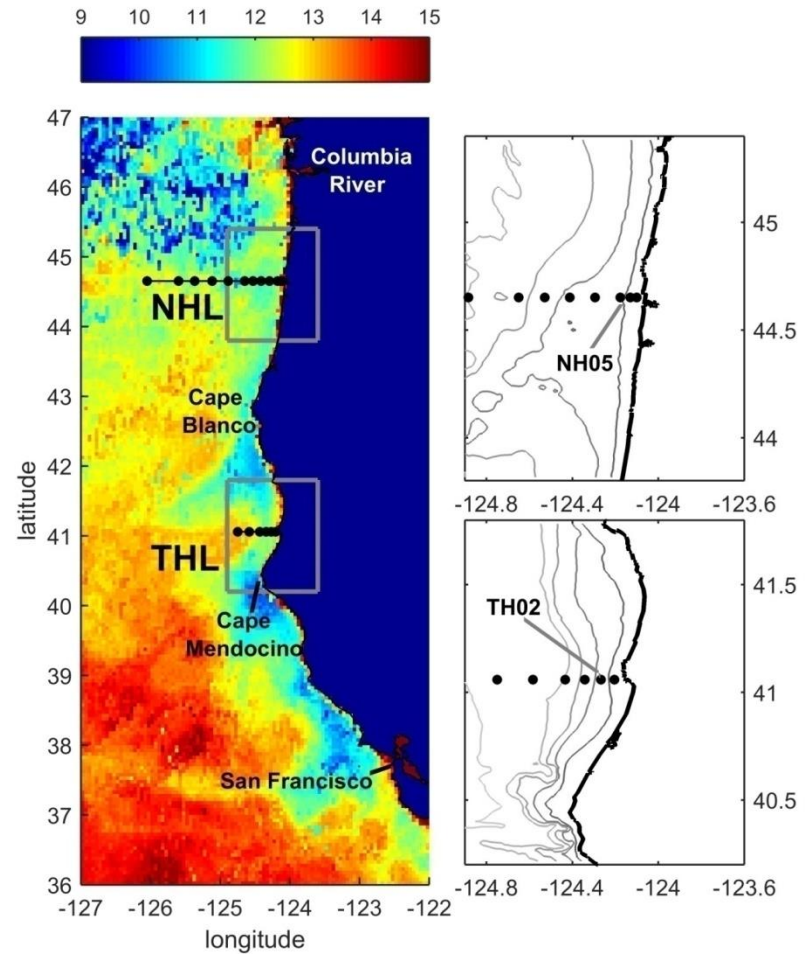 9 10 11 12 13 14 15
47
46
45
44
43
42
41
40
39
38
37
36
latitude
Columbia
River
NHL
Cape
Blanco
THL
Cape
Mendocino
San Francisco
-127 -126 -125 -124 -123 -122
longitude
45
44.5
44
NH05
-124.8 -124.4 -124 -123.6
TH02
41.5
41
40.5
-124.8 -124.4 -124 -123.6